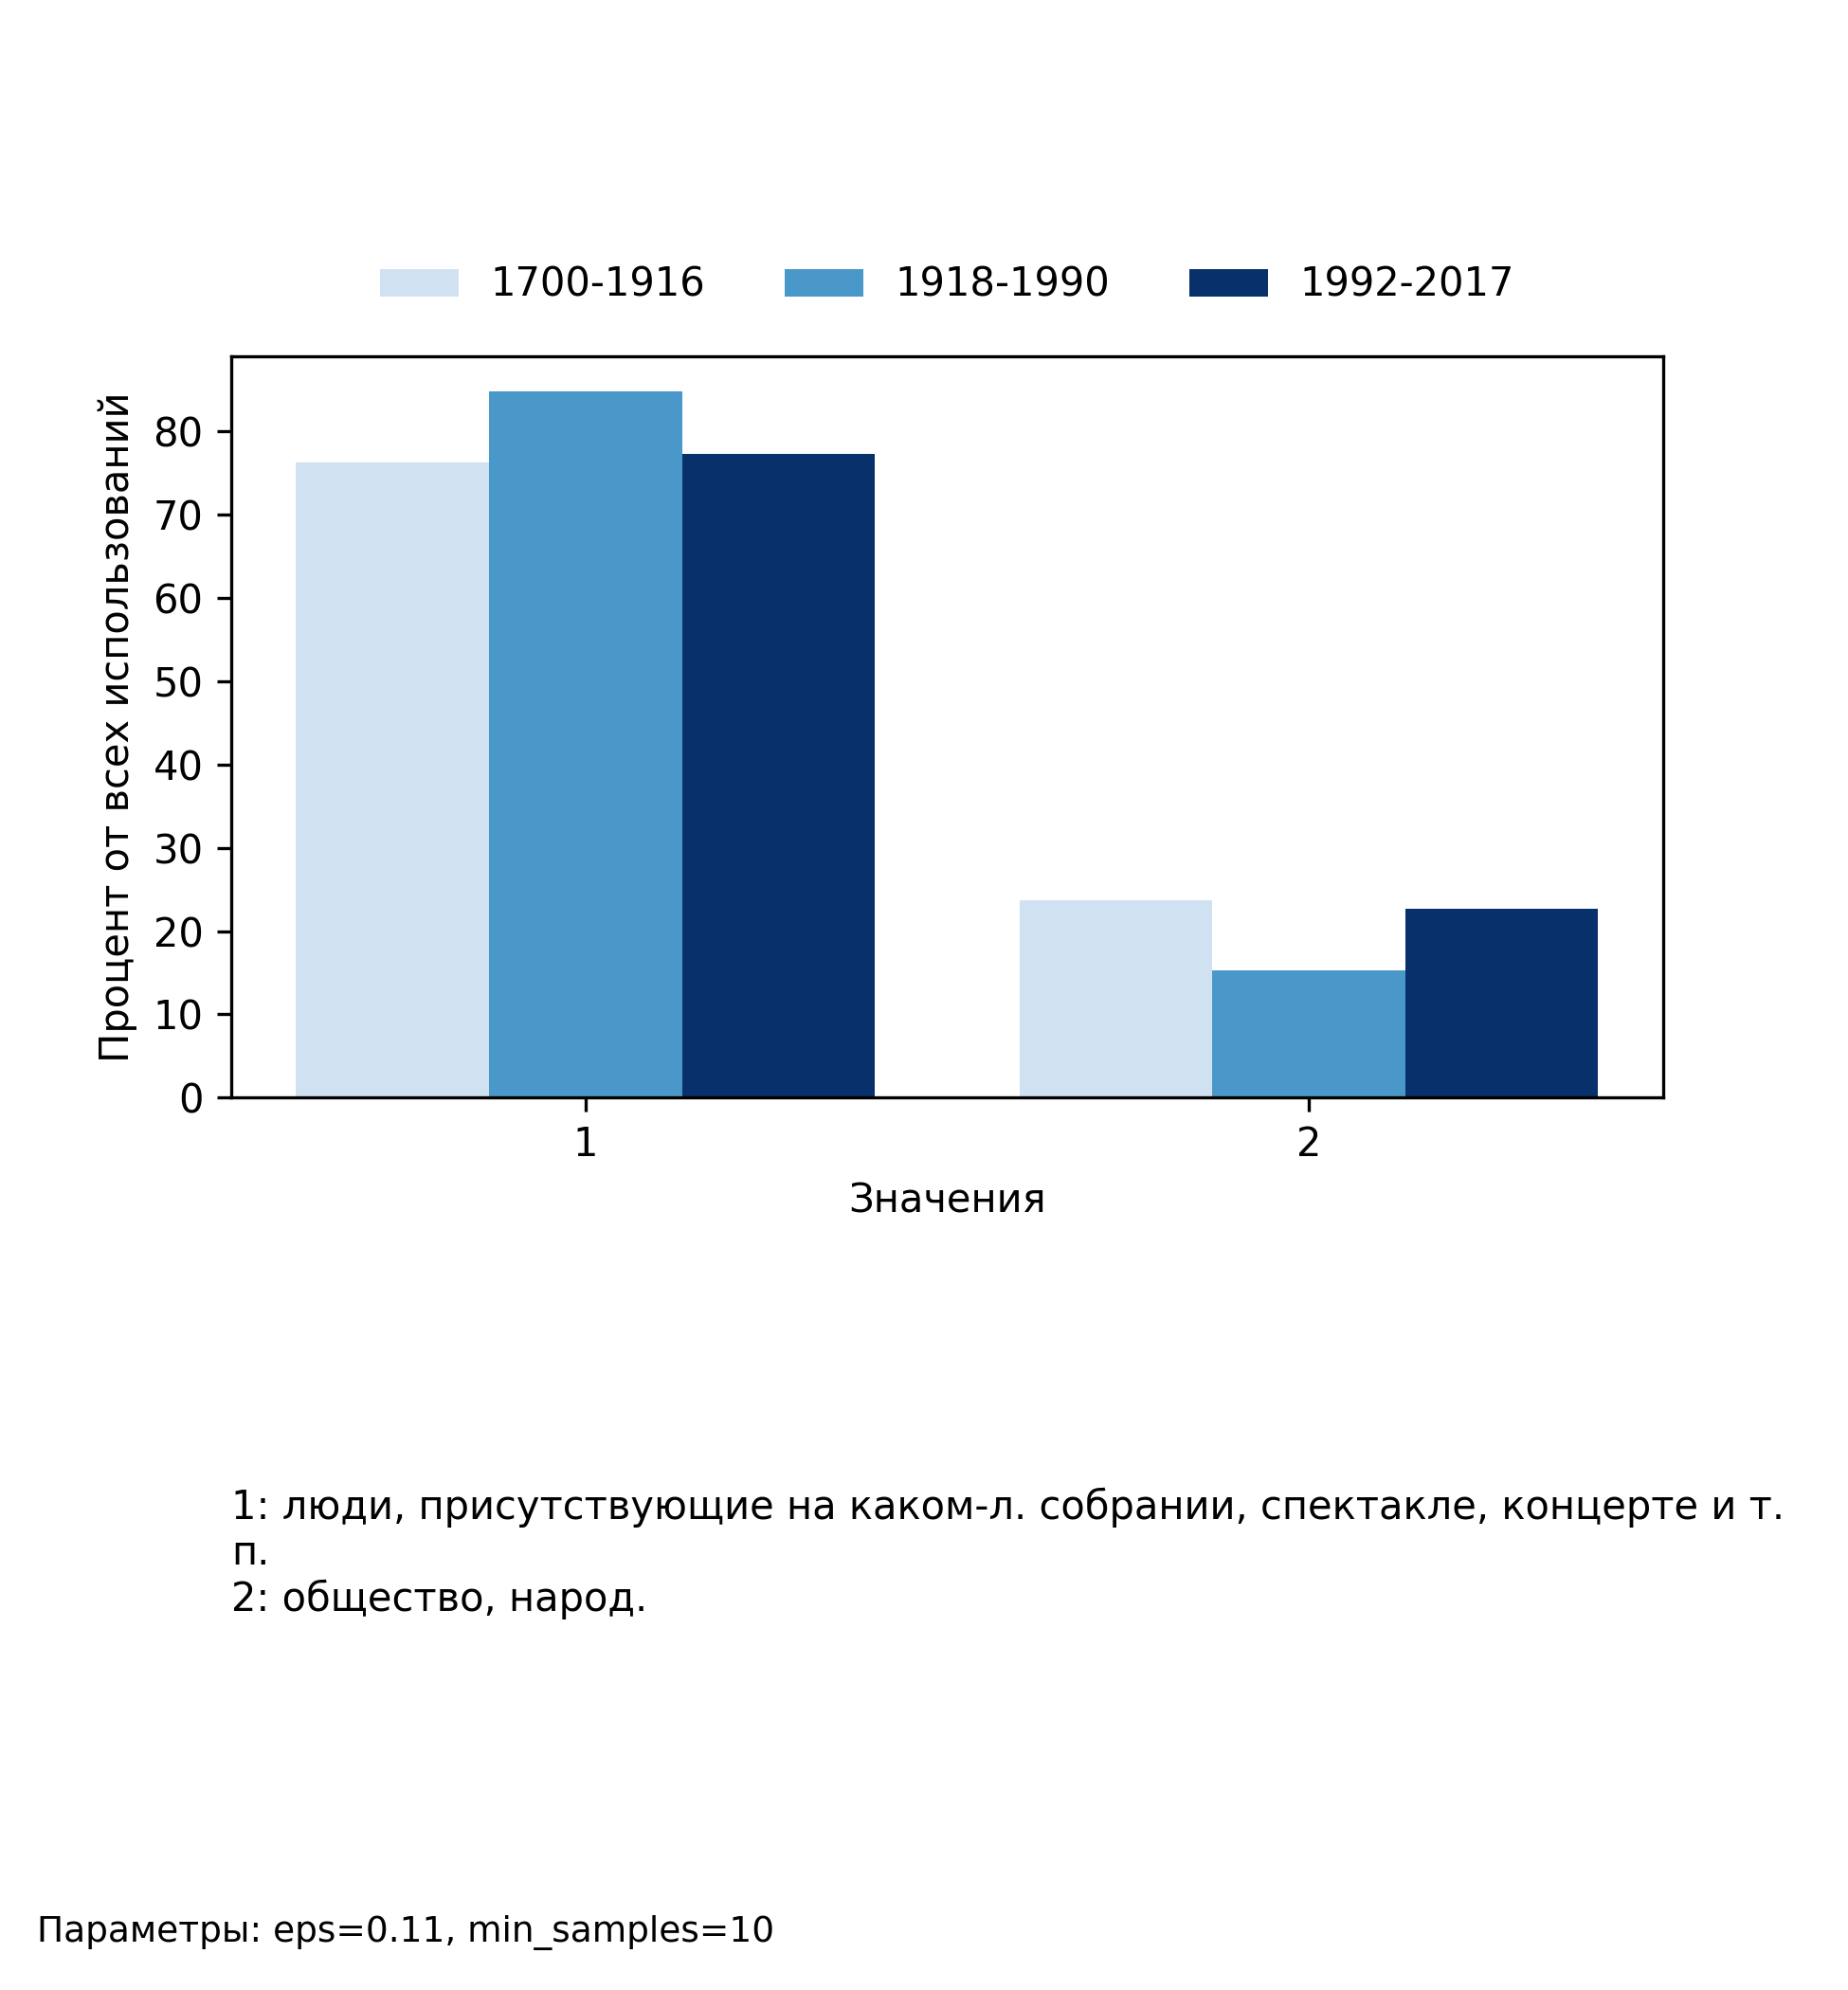 1700-1916 1918-1990 1992-2017
Процент от всех использований
80
70
60
50
40
30
20
10
0
1 2
Значения
1: люди, присутствующие на каком-л. собрании, спектакле, концерте и т.
п.
2: общество, народ.
Параметры: eps=0.11, min_samples=10